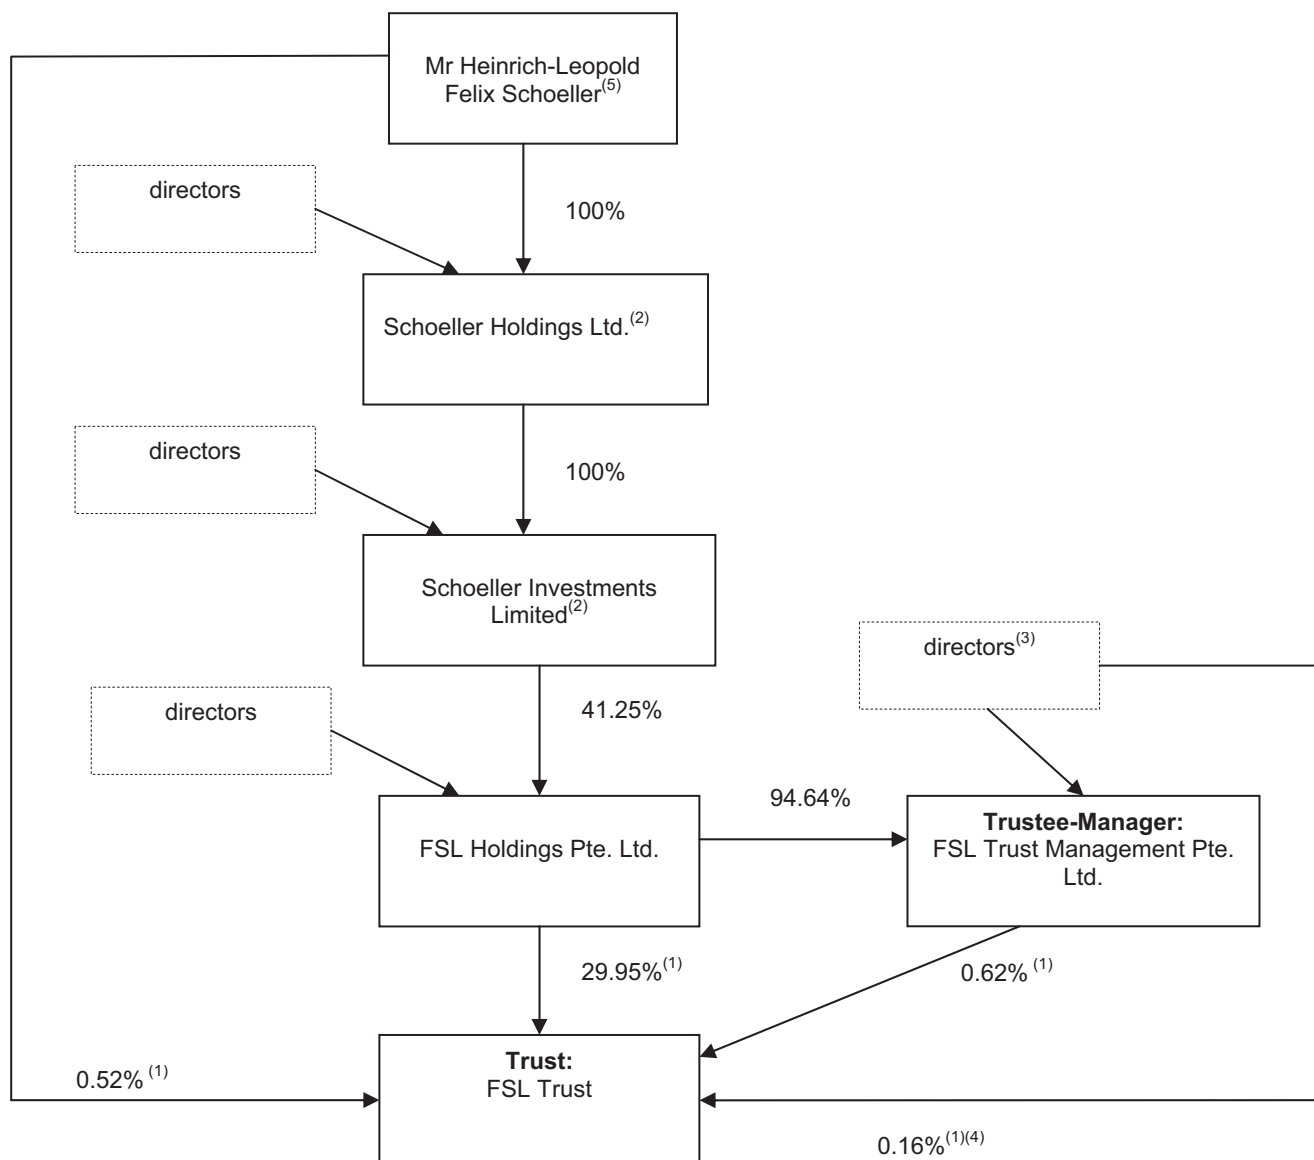 Mr Heinrich-Leopold
Felix Schoeller(5)
directors
100%
Schoeller Holdings Ltd.(2)
directors
100%
Schoeller Investments
Limited(2)
directors(3)
directors
41.25%
94.64%
FSL Holdings Pte. Ltd.
Trustee-Manager:
FSL Trust Management Pte.
Ltd.
29.95%(1)
0.62% (1)
Trust:
FSL Trust
0.52% (1)
0.16%(1)(4)